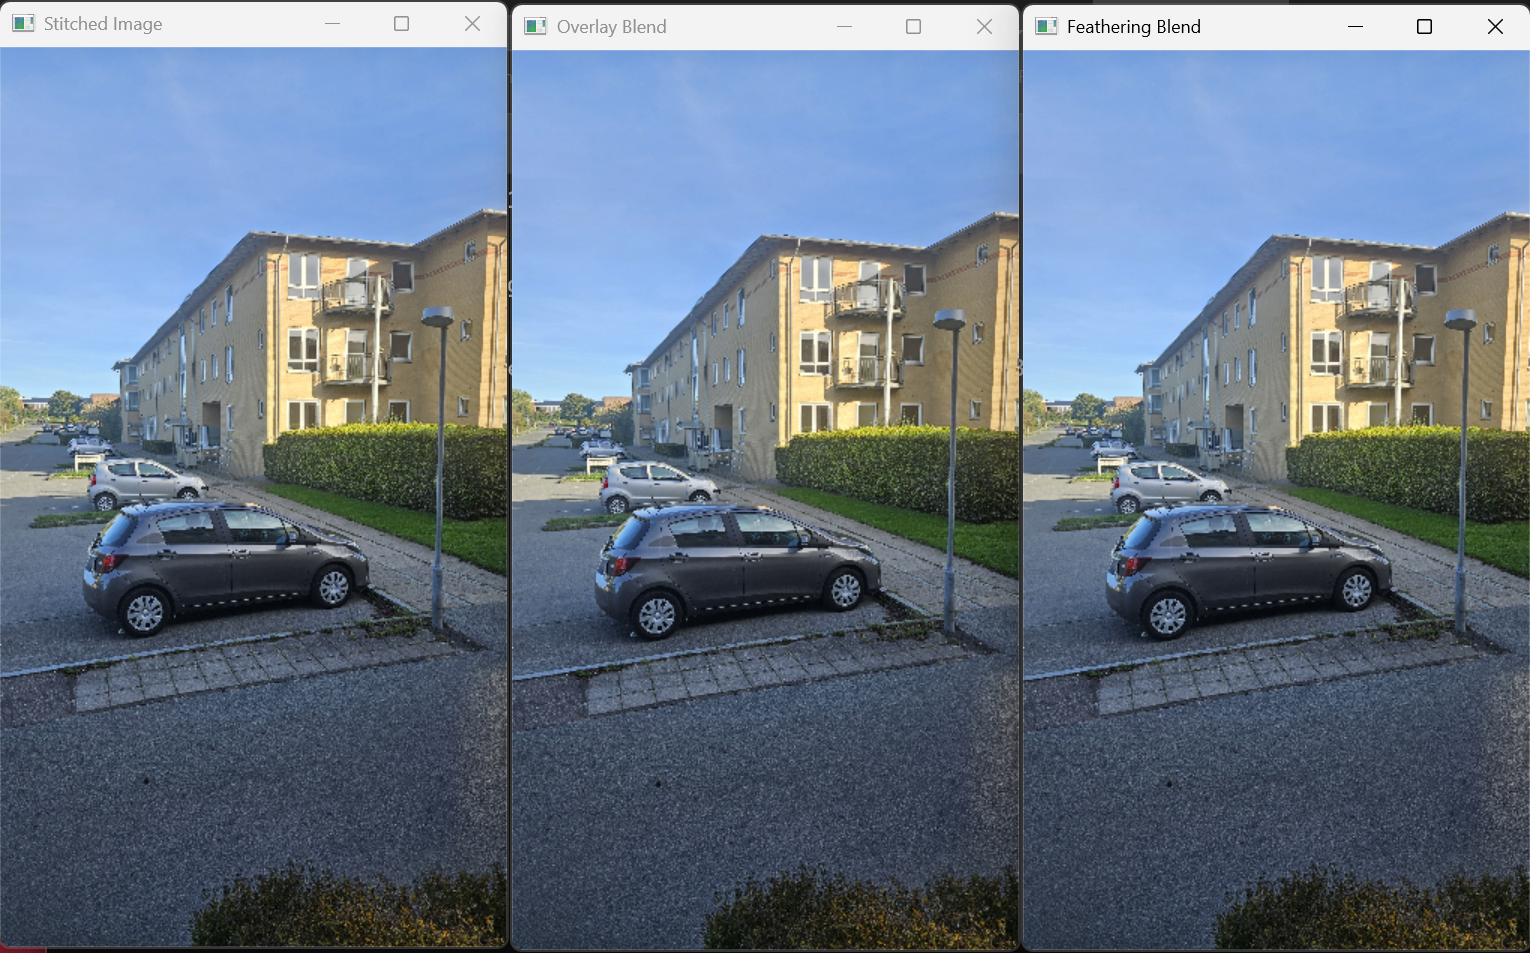 Stitched Image
Overlay Blend
Feathering Blend